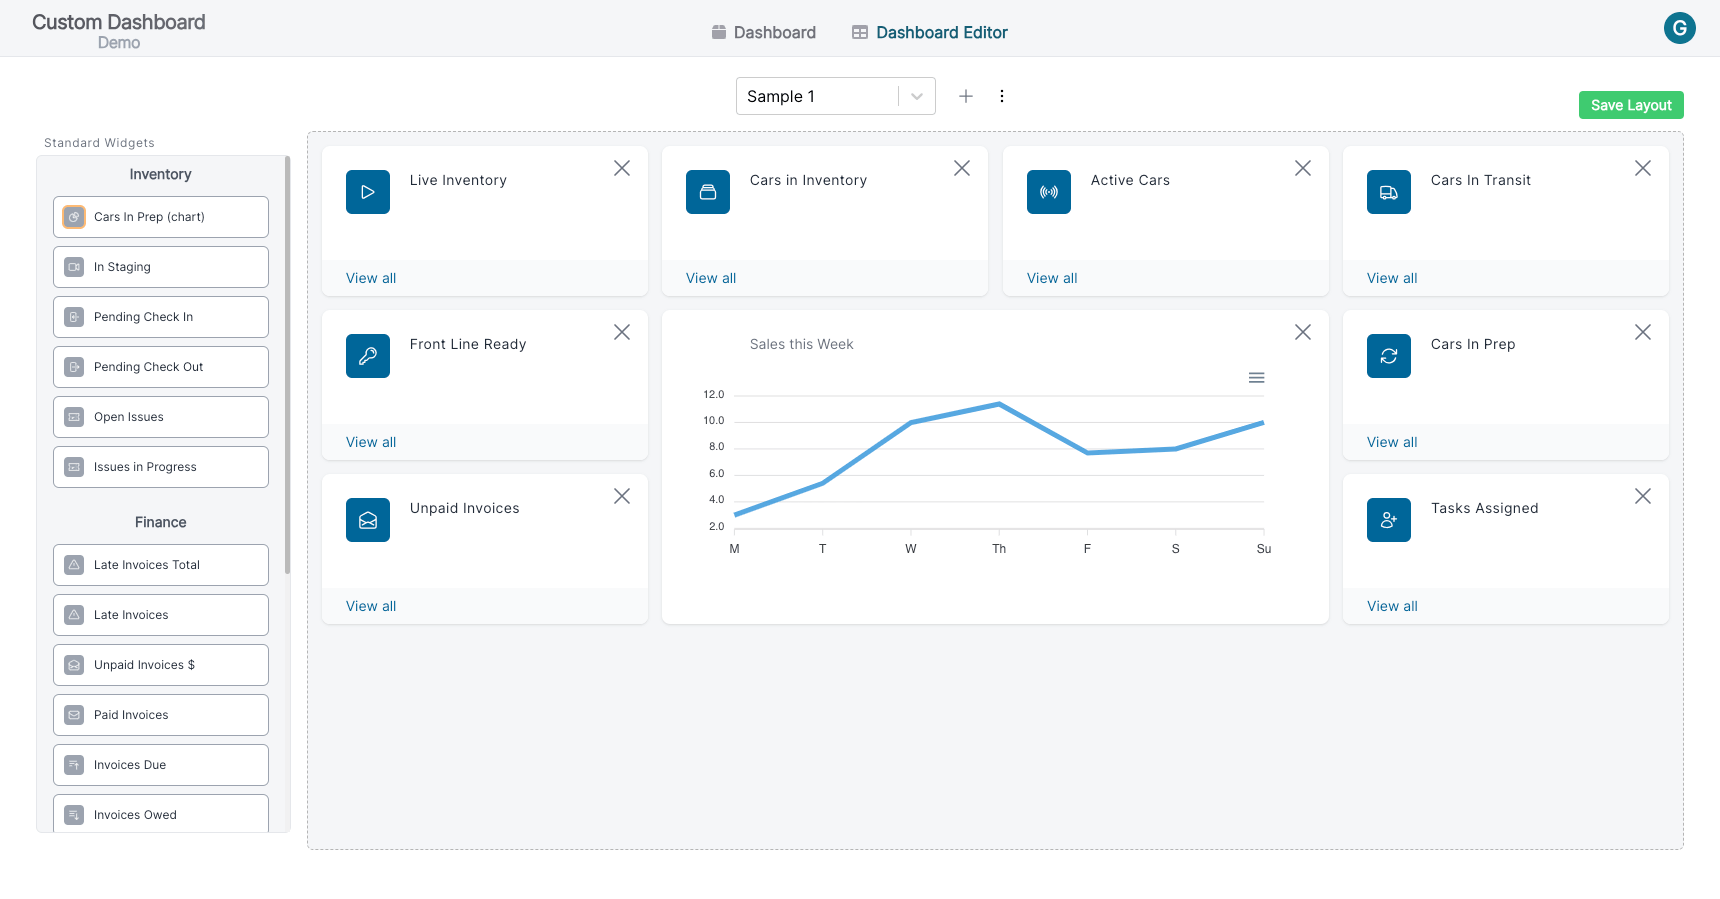 Custom Dashboard
Demo
Dashboard
Dashboard Editor
G
Sample 1
Save Layout
Standard Widgets
Inventory
Cars In Prep (chart)
In Staging
Pending Check In
Pending Check Out
Open Issues
Issues in Progress
Finance
Late Invoices Total
Late Invoices
Unpaid Invoices $
Paid Invoices
Invoices Due
Invoices Owed
Live Inventory
View all
Cars in Inventory
View all
Active Cars
View all
Cars In Transit
View all
Front Line Ready
View all
Sales this Week
12.0
10.0
8.0
6.0
4.0
2.0
M T W Th F S Su
Cars In Prep
View all
Unpaid Invoices
View all
Tasks Assigned
View all